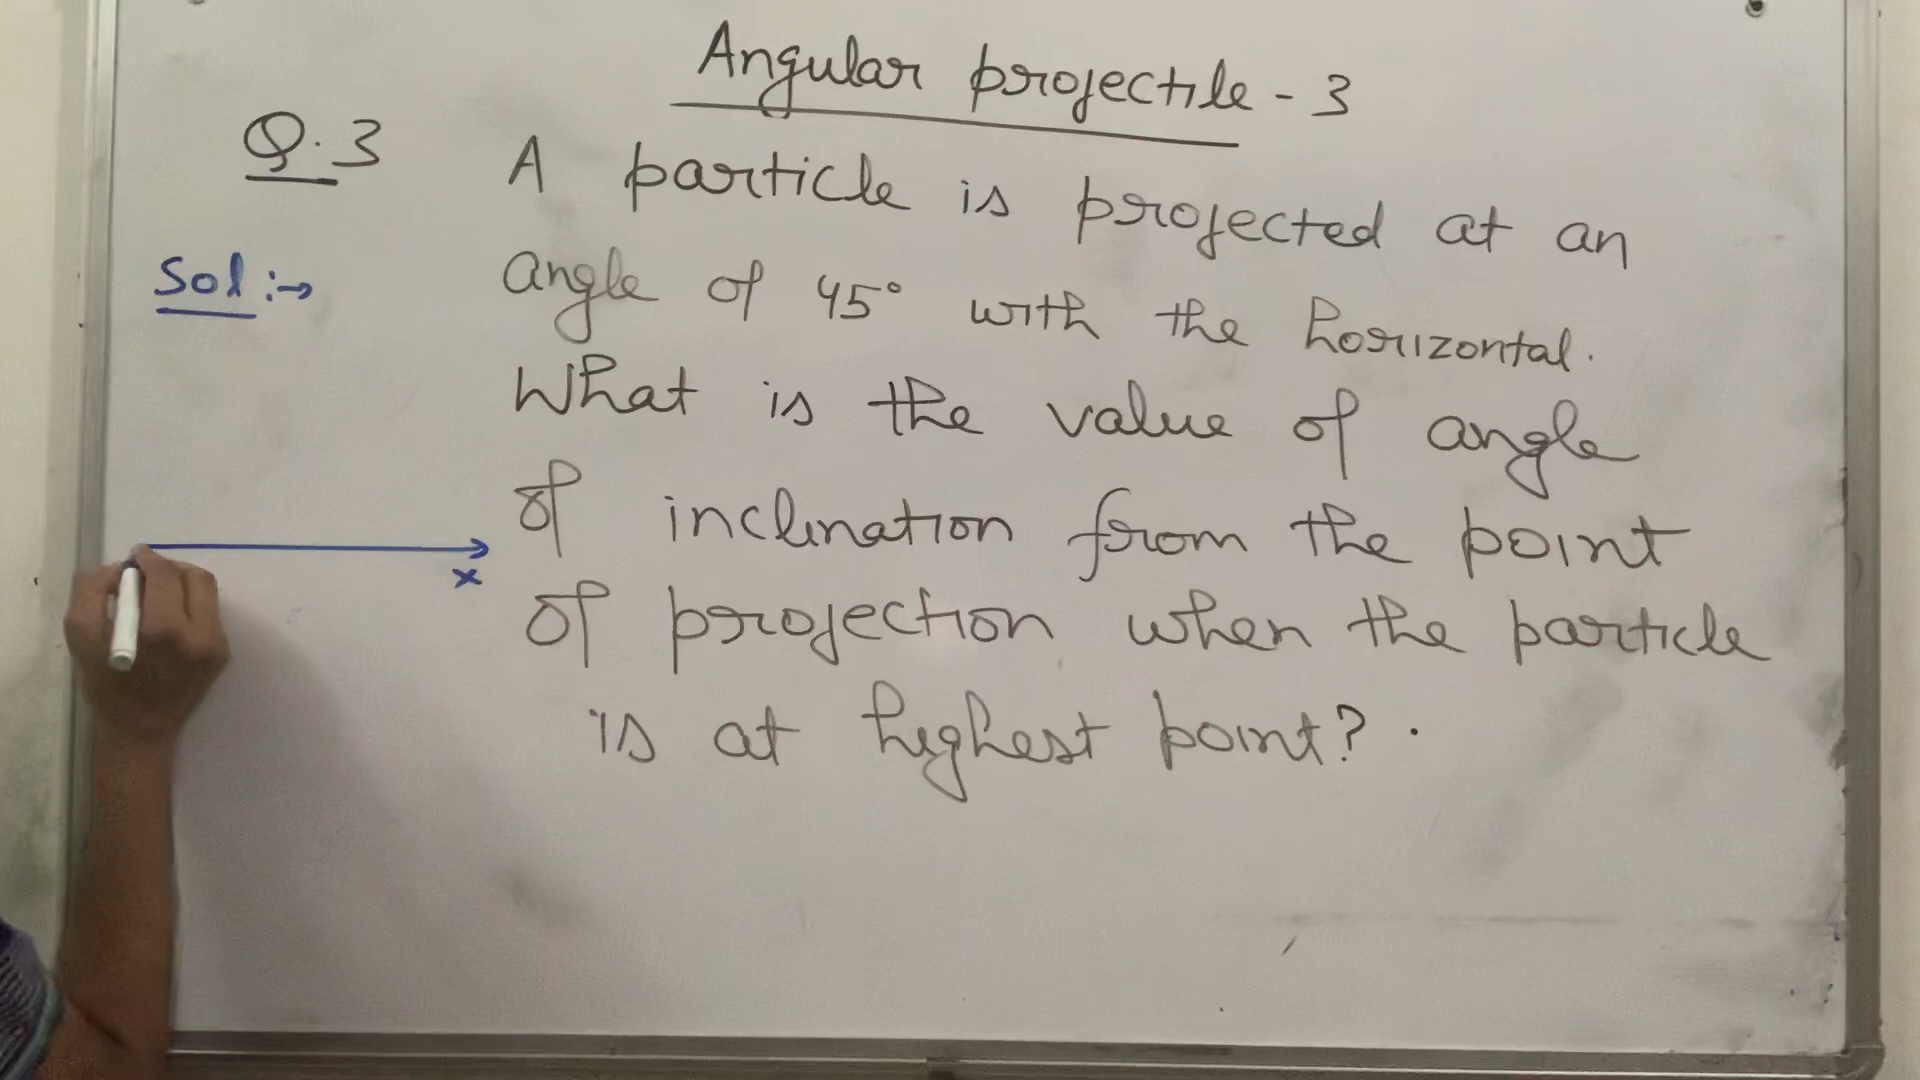 Angular projectile - 3
Q.3 A particle is projected at an
Sol :→ angle of 45° with the horizontal.
What is the value of angle
of inclination from the point
x
of projection when the particle
is at highest point? .